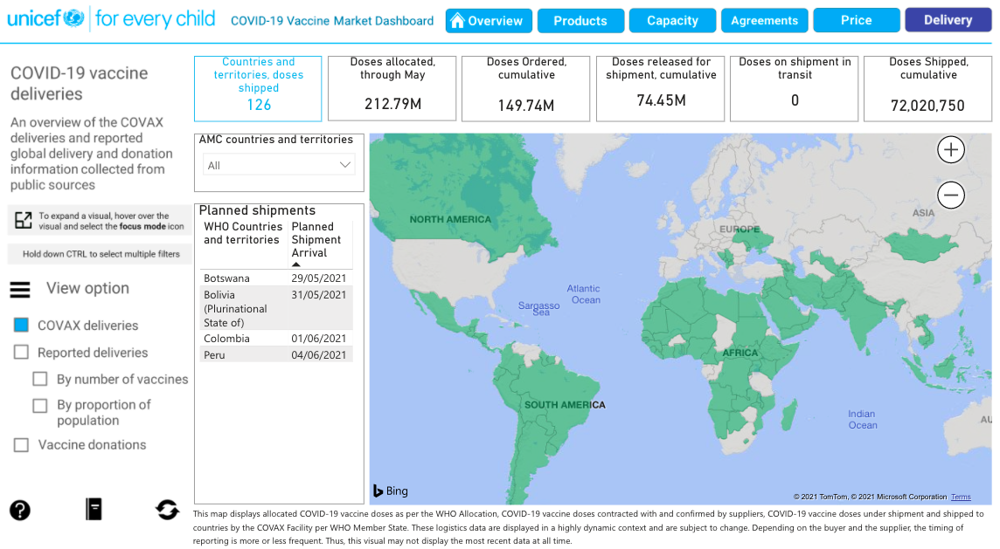 unicef for every child
COVID-19 Vaccine Market Dashboard
Overview
Products
Capacity
Agreements
Price
Delivery
COVID-19 vaccine
deliveries
An overview of the COVAX
deliveries and reported
global delivery and donation
information collected from
public sources
To expand a visual, hover over the
visual and select the focus mode icon
Hold down CTRL to select multiple filters
View option
COVAX deliveries
Reported deliveries
By number of vaccines
By proportion of
population
Vaccine donations
?
Countries and
territories, doses
shipped
126
Doses allocated,
through May
212.79M
Doses Ordered,
cumulative
149.74M
Doses released for
shipment, cumulative
74.45M
Doses on shipment in
transit
0
Doses Shipped,
cumulative
72,020,750
AMC countries and territories
All
Planned shipments
WHO Countries
and territories
Planned
Shipment
Arrival
Botswana 29/05/2021
Bolivia 31/05/2021
(Plurinational
State of)
Colombia 01/06/2021
Peru 04/06/2021
NORTH AMERICA
EUROPE
ASIA
Atlantic
Ocean
Sargasso
Sea
AFRICA
SOUTH AMERICA
Indian
Ocean
AU
Bing
© 2021 TomTom, © 2021 Microsoft Corporation Terms
This map displays allocated COVID-19 vaccine doses as per the WHO Allocation, COVID-19 vaccine doses contracted with and confirmed by suppliers, COVID-19 vaccine doses under shipment and shipped to
countries by the COVAX Facility per WHO Member State. These logistics data are displayed in a highly dynamic context and are subject to change. Depending on the buyer and the supplier, the timing of
reporting is more or less frequent. Thus, this visual may not display the most recent data at all time.